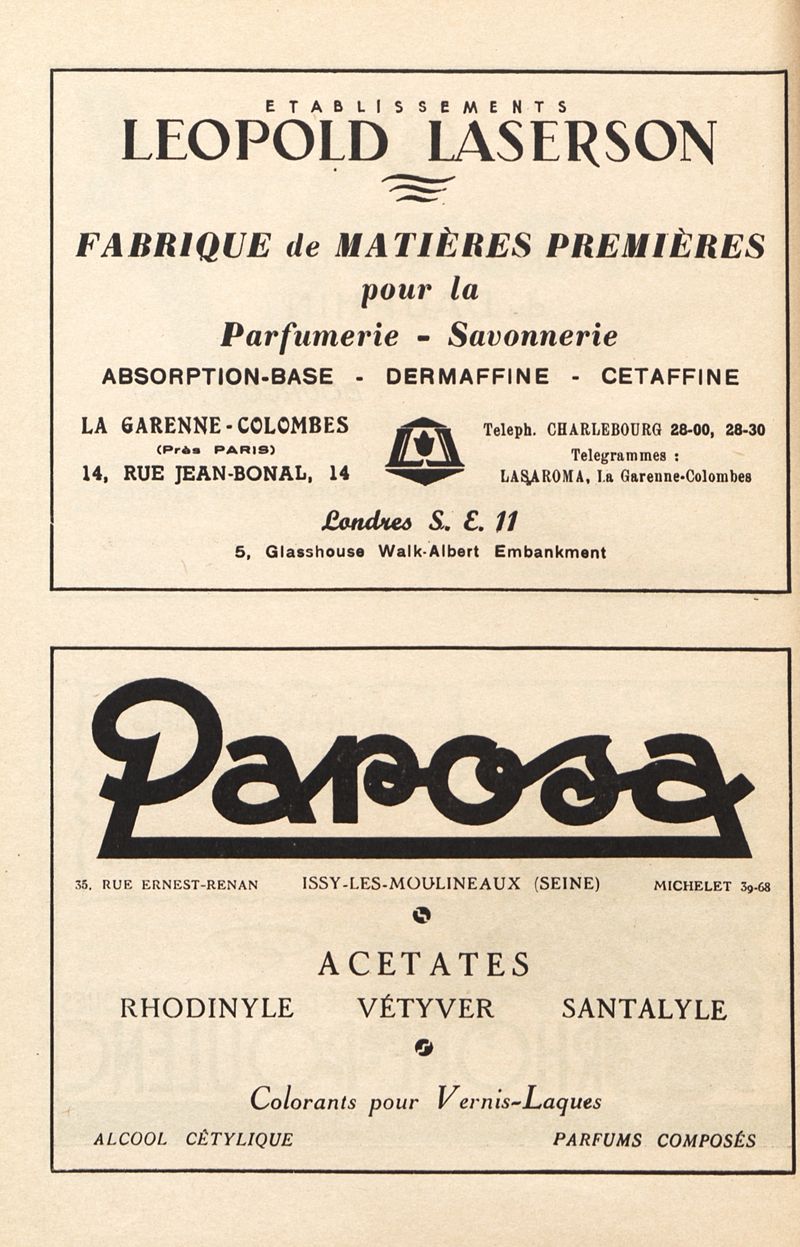 ETABLISSEMENTS
LEOPOLD LASERSON
FABRIQUE de MATIÈRES PREMIÈRES
pour la
Parfumerie - Savonnerie
ABSORPTION-BASE - DERMAFFINE - CETAFFINE
LA GARENNE-COLOMBES
(Près PARIS)
14, RUE JEAN-BONAL, 14
Teleph. CHARLEBOURG 28-00, 28-30
Telegrammes :
LASAROMA, La Garenne-Colombes
Londres S. E. 11
5, Glasshouse Walk-Albert Embankment
Parosa
35, RUE ERNEST-RENAN ISSY-LES-MOULINEAUX (SEINE) MICHELET 39-68
ACETATES
RHODINYLE VÉTYVER SANTALYLE
Colorants pour Vernis-Laques
ALCOOL CÊTYLIQUE PARFUMS COMPOSÉS